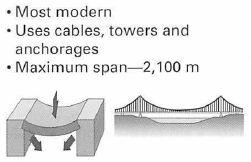 • Most modern
• Uses cables, towers and
anchorages
• Maximum span—2,100 m